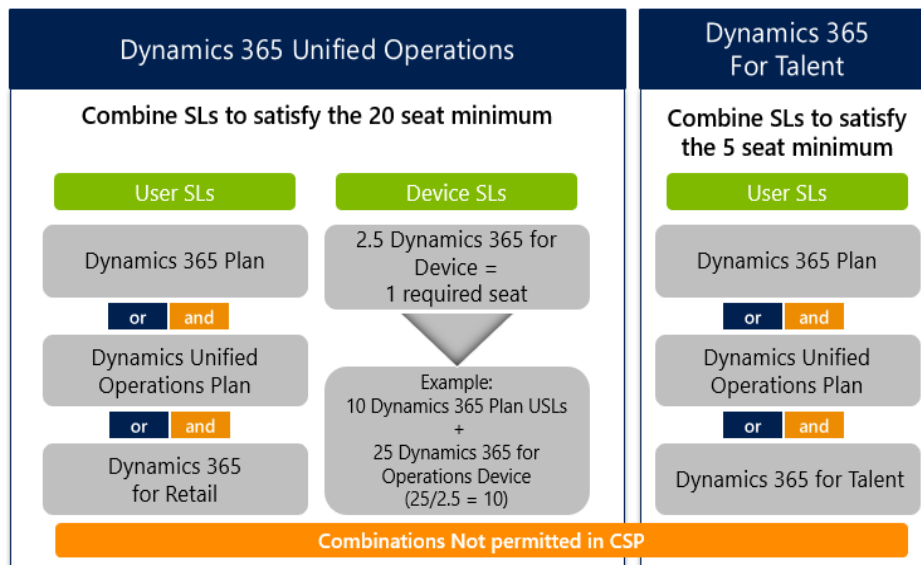 Dynamics 365 Unified Operations
Combine SLs to satisfy the 20 seat minimum
User SLs
Dynamics 365 Plan
or and
Dynamics Unified
Operations Plan
or and
Dynamics 365
for Retail
Device SLs
2.5 Dynamics 365 for
Device =
1 required seat
Example:
10 Dynamics 365 Plan USLs
+
25 Dynamics 365 for
Operations Device
(25/2.5 = 10)
Dynamics 365
For Talent
Combine SLs to satisfy
the 5 seat minimum
User SLs
Dynamics 365 Plan
or and
Dynamics Unified
Operations Plan
or and
Dynamics 365 for Talent
Combinations Not permitted in CSP